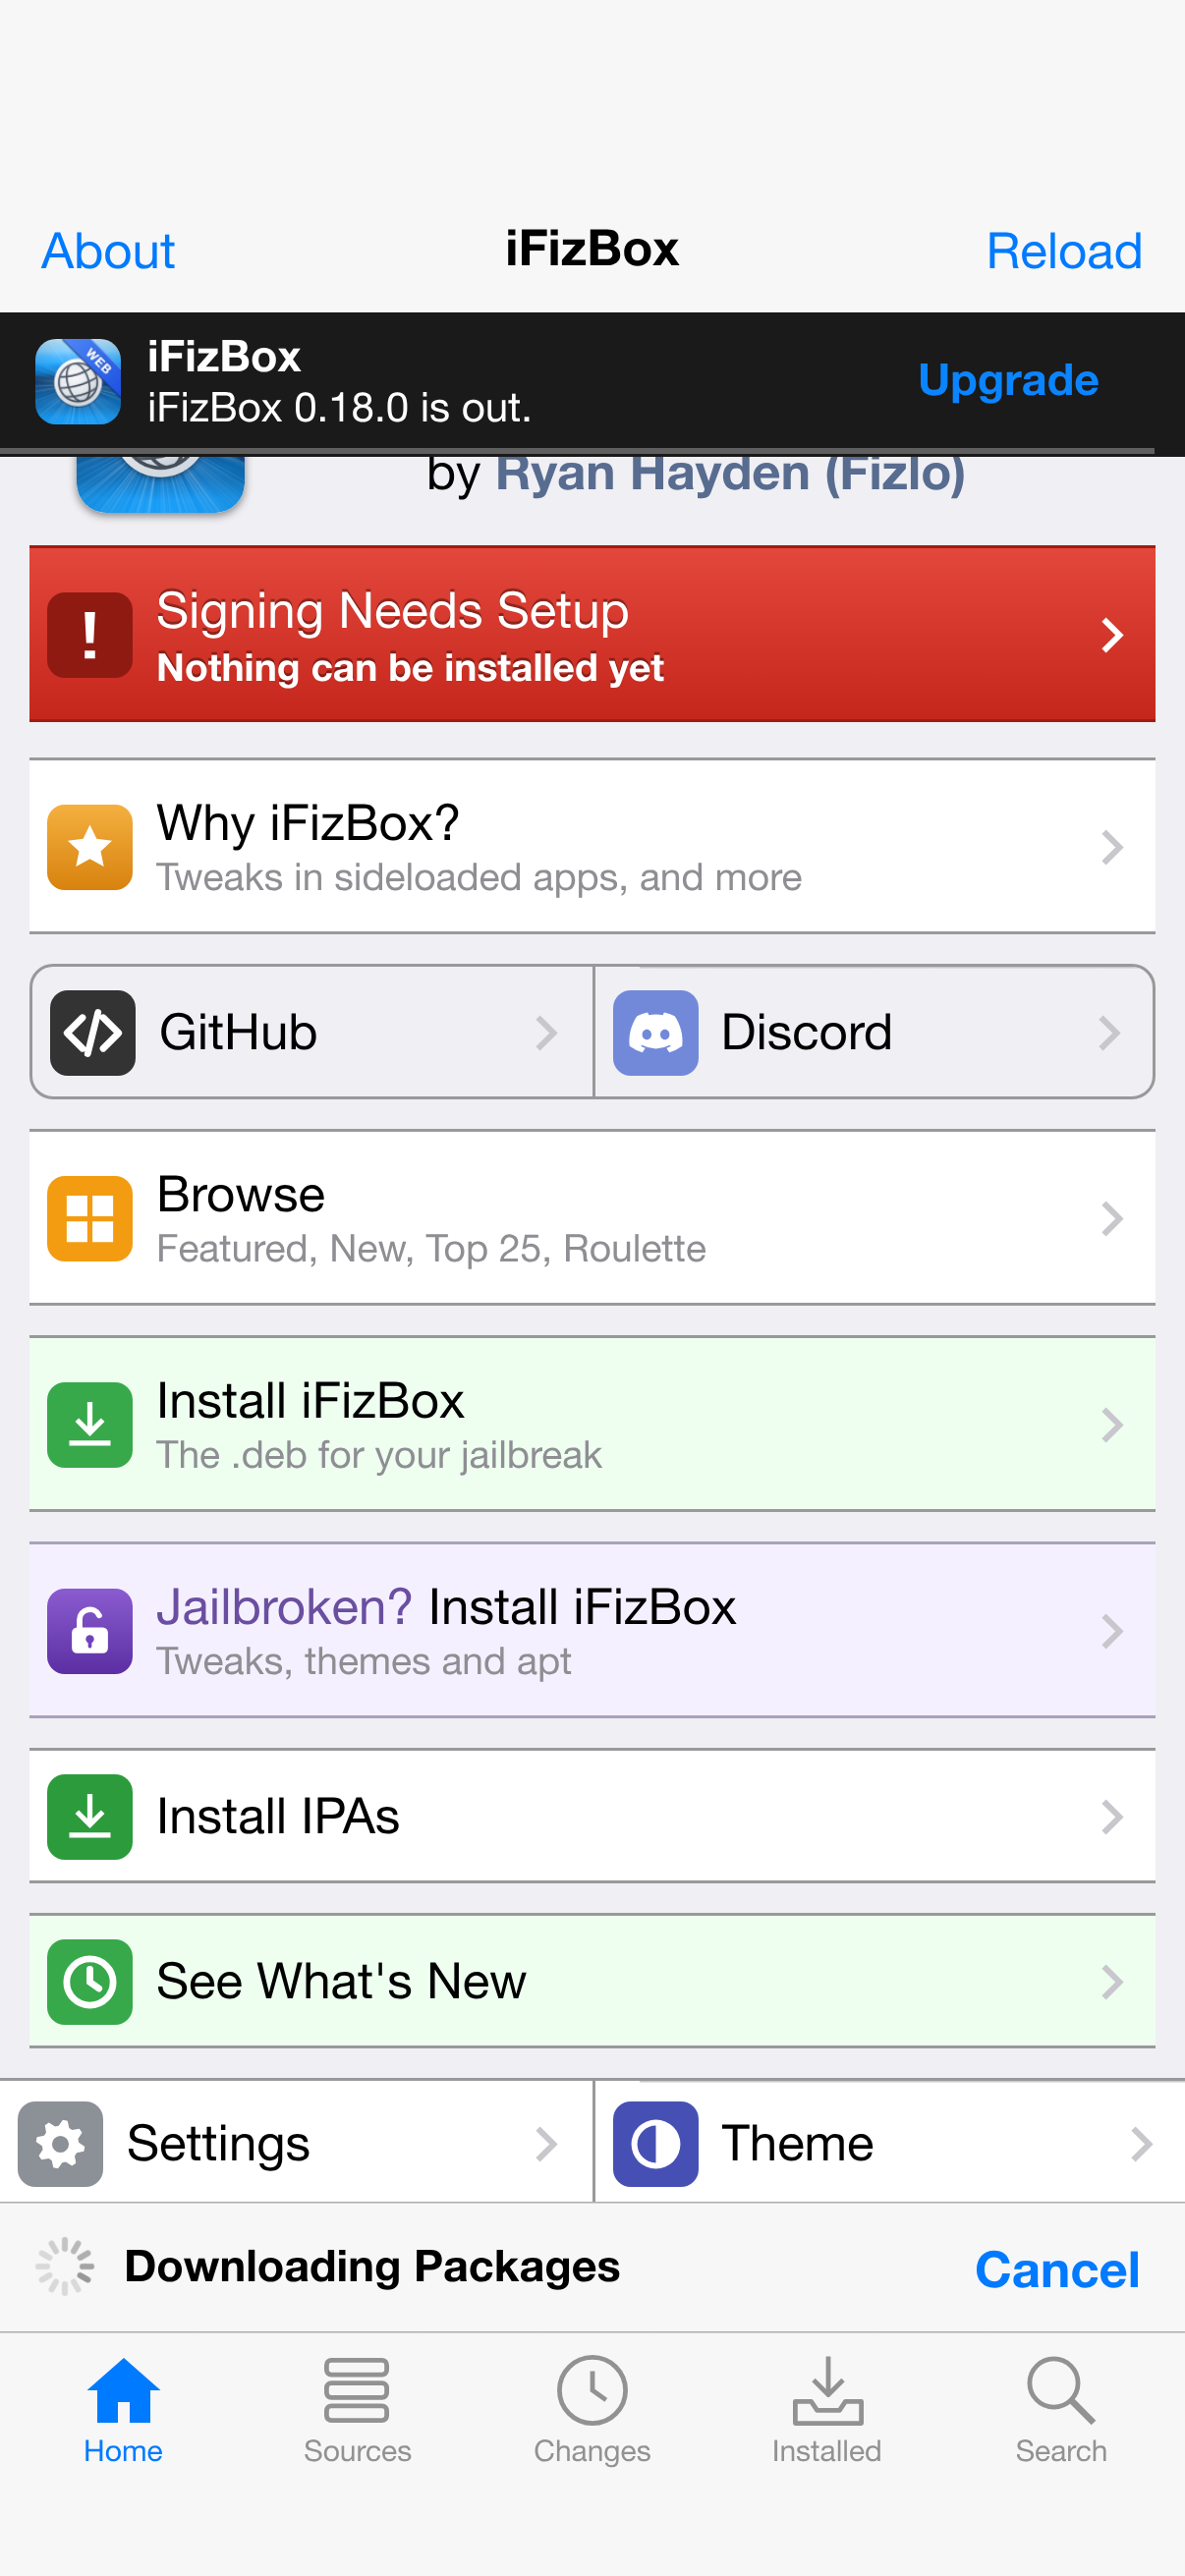 About
iFizBox
Reload
WEB
iFizBox
iFizBox 0.18.0 is out.
Upgrade
by Ryan Hayden (Fizlo)
!
Signing Needs Setup
Nothing can be installed yet
Why iFizBox?
Tweaks in sideloaded apps, and more
GitHub
Discord
Browse
Featured, New, Top 25, Roulette
Install iFizBox
The .deb for your jailbreak
Jailbroken? Install iFizBox
Tweaks, themes and apt
Install IPAs
See What's New
Settings
Theme
Downloading Packages
Cancel
Home
Sources
Changes
Installed
Search